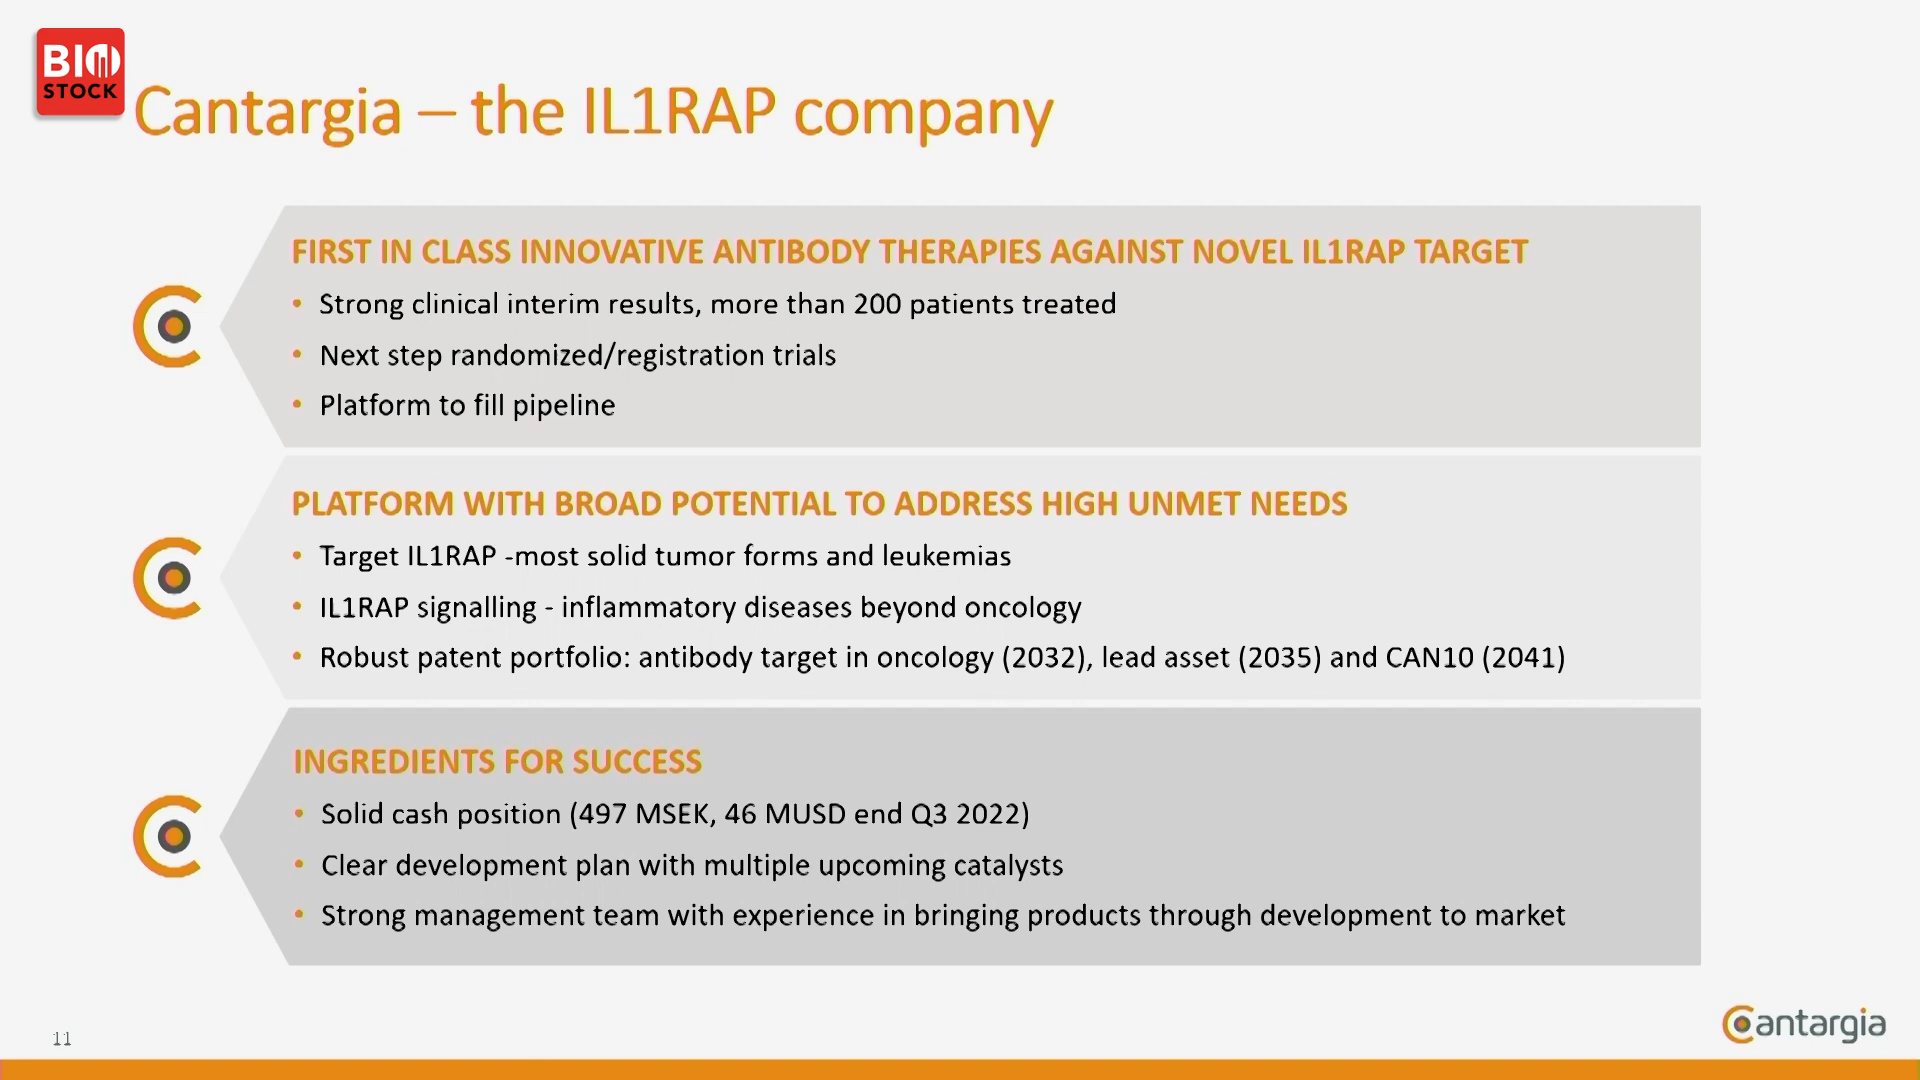 BIO
STOCK
Cantargia – the IL1RAP company
FIRST IN CLASS INNOVATIVE ANTIBODY THERAPIES AGAINST NOVEL IL1RAP TARGET
• Strong clinical interim results, more than 200 patients treated
• Next step randomized/registration trials
• Platform to fill pipeline
PLATFORM WITH BROAD POTENTIAL TO ADDRESS HIGH UNMET NEEDS
• Target IL1RAP -most solid tumor forms and leukemias
• IL1RAP signalling - inflammatory diseases beyond oncology
• Robust patent portfolio: antibody target in oncology (2032), lead asset (2035) and CAN10 (2041)
INGREDIENTS FOR SUCCESS
• Solid cash position (497 MSEK, 46 MUSD end Q3 2022)
• Clear development plan with multiple upcoming catalysts
• Strong management team with experience in bringing products through development to market
11
Cantargia